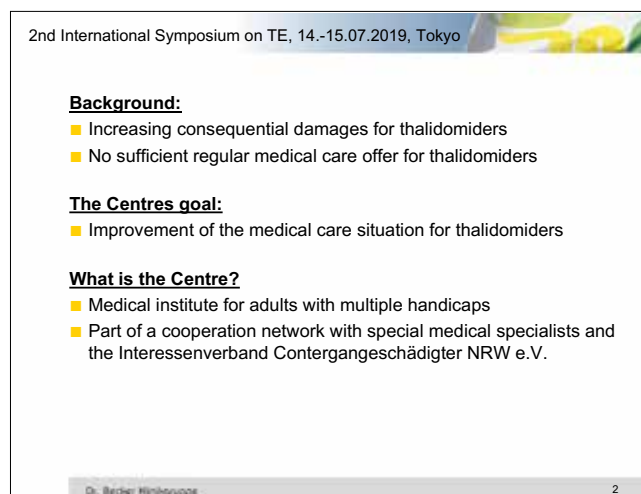 2nd International Symposium on TE, 14.-15.07.2019, Tokyo
Background:
Increasing consequential damages for thalidomiders
No sufficient regular medical care offer for thalidomiders
The Centres goal:
Improvement of the medical care situation for thalidomiders
What is the Centre?
Medical institute for adults with multiple handicaps
Part of a cooperation network with special medical specialists and
the Interessenverband Contergangeschädigter NRW e.V.
Dr. Becker Klinikgruppe
2